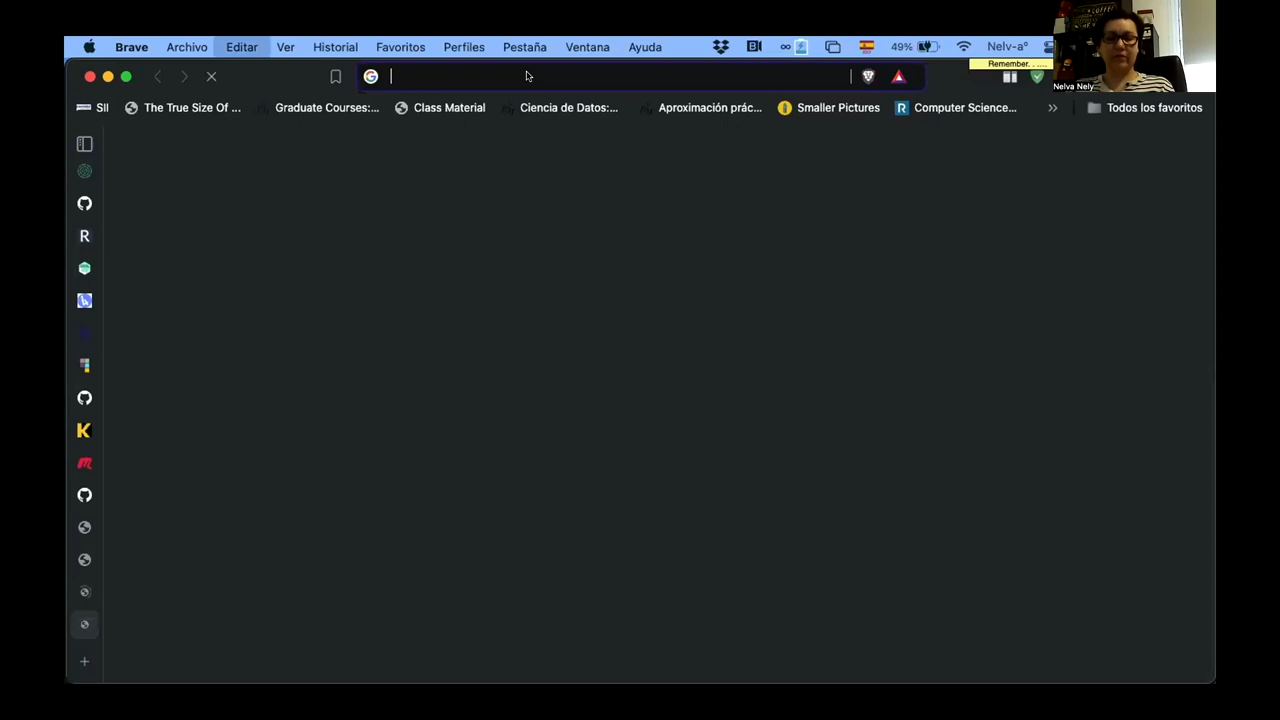 Brave Archivo Editar Ver Historial Favoritos Perfiles Pestaña Ventana Ayuda 49% Nelv-a°
Remember. . ....
Nelva Nely
SII The True Size Of ... Graduate Courses:... Class Material Ciencia de Datos:... Aproximación prác... Smaller Pictures Computer Science... Todos los favoritos